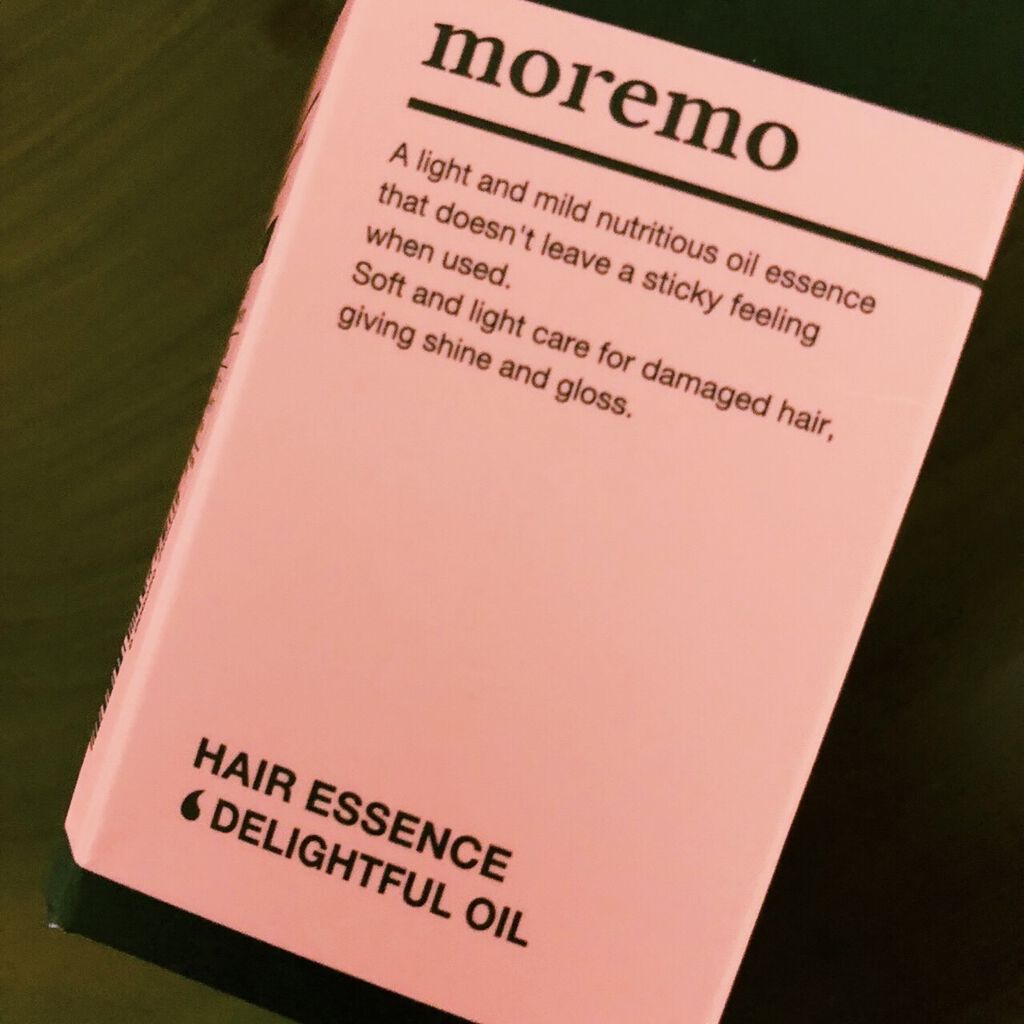 moremo
A light and mild nutritious oil essence
that doesn't leave a sticky feeling
when used.
Soft and light care for damaged hair,
giving shine and gloss.
HAIR ESSENCE
‘DELIGHTFUL OIL